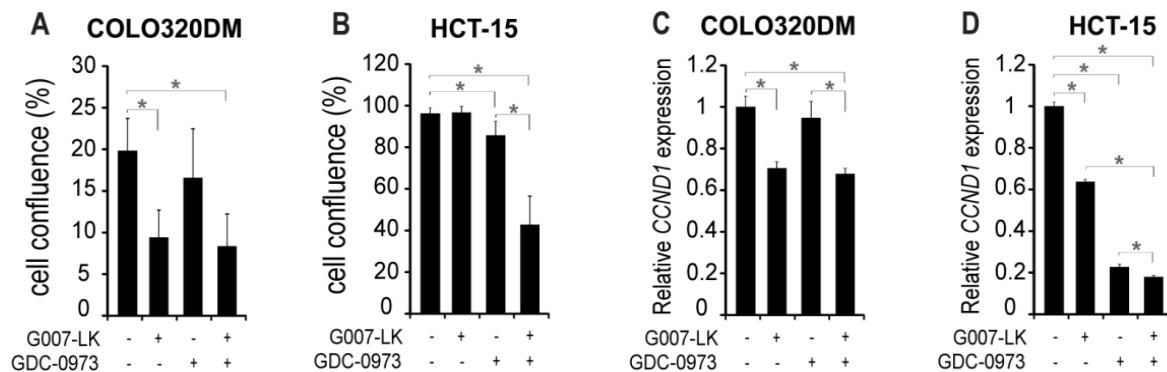 A COLO320DM
cell confluence (%)
30
25
20
15
10
5
0
* *
G007-LK - + - +
GDC-0973 - - + +
B HCT-15
cell confluence (%)
120
100
80
60
40
20
0
* * *
C COLO320DM
Relative CCND1 expression
1.2
1
0.8
0.6
0.4
0.2
0
* * *
G007-LK - + - +
GDC-0973 - - + +
D HCT-15
Relative CCND1 expression
1.2
1
0.8
0.6
0.4
0.2
0
* * * * *
G007-LK - + - +
GDC-0973 - - + +
G007-LK - + - +
GDC-0973 - - + +